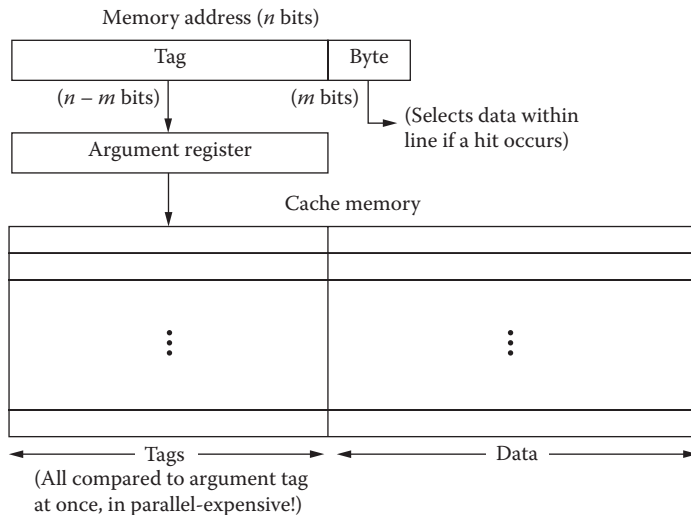 Memory address (n bits)
Tag
Byte
(n – m bits)
(m bits)
(Selects data within
line if a hit occurs)
Argument register
Cache memory
Tags
Data
(All compared to argument tag
at once, in parallel-expensive!)